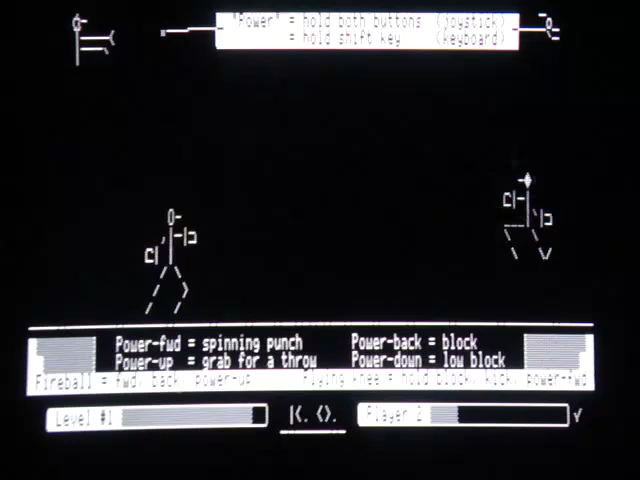 "Power" = hold both buttons (joystick)
= hold shift key (keyboard)
Power-fwd = spinning punch Power-back = block
Power-up = grab for a throw Power-down = low block
Fireball = fwd, back, power-up Flying knee = hold block, kick, power-fwd
Level #1 |<. <>. Player 2 √